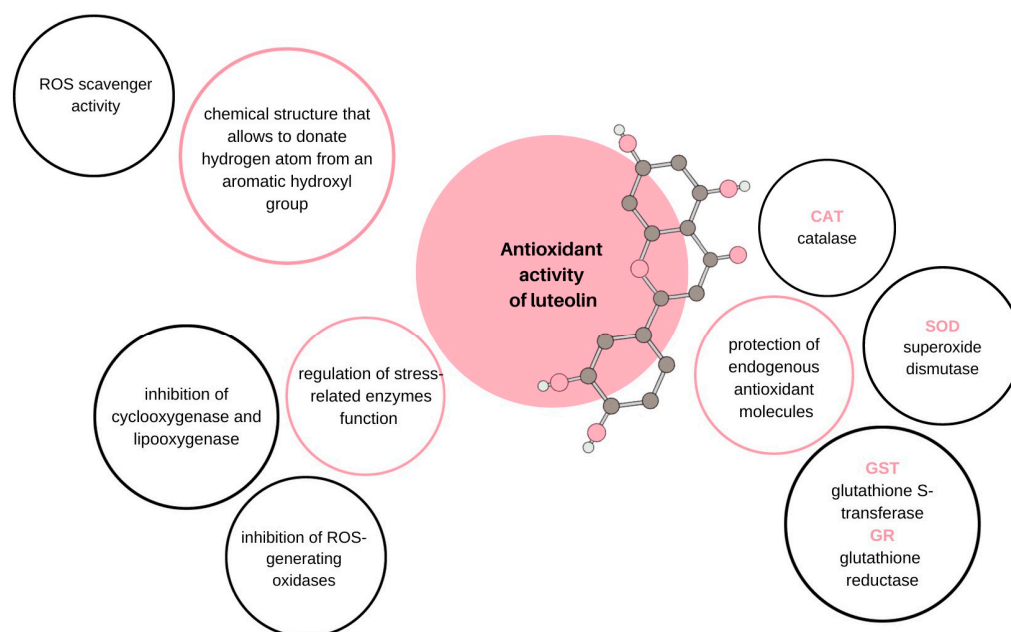 ROS scavenger
activity
chemical structure that
allows to donate
hydrogen atom from an
aromatic hydroxyl
group
Antioxidant
activity
of luteolin
CAT
catalase
SOD
superoxide
dismutase
protection of
endogenous
antioxidant
molecules
GST
glutathione S-
transferase
GR
glutathione
reductase
regulation of stress-
related enzymes
function
inhibition of
cyclooxygenase and
lipooxygenase
inhibition of ROS-
generating
oxidases